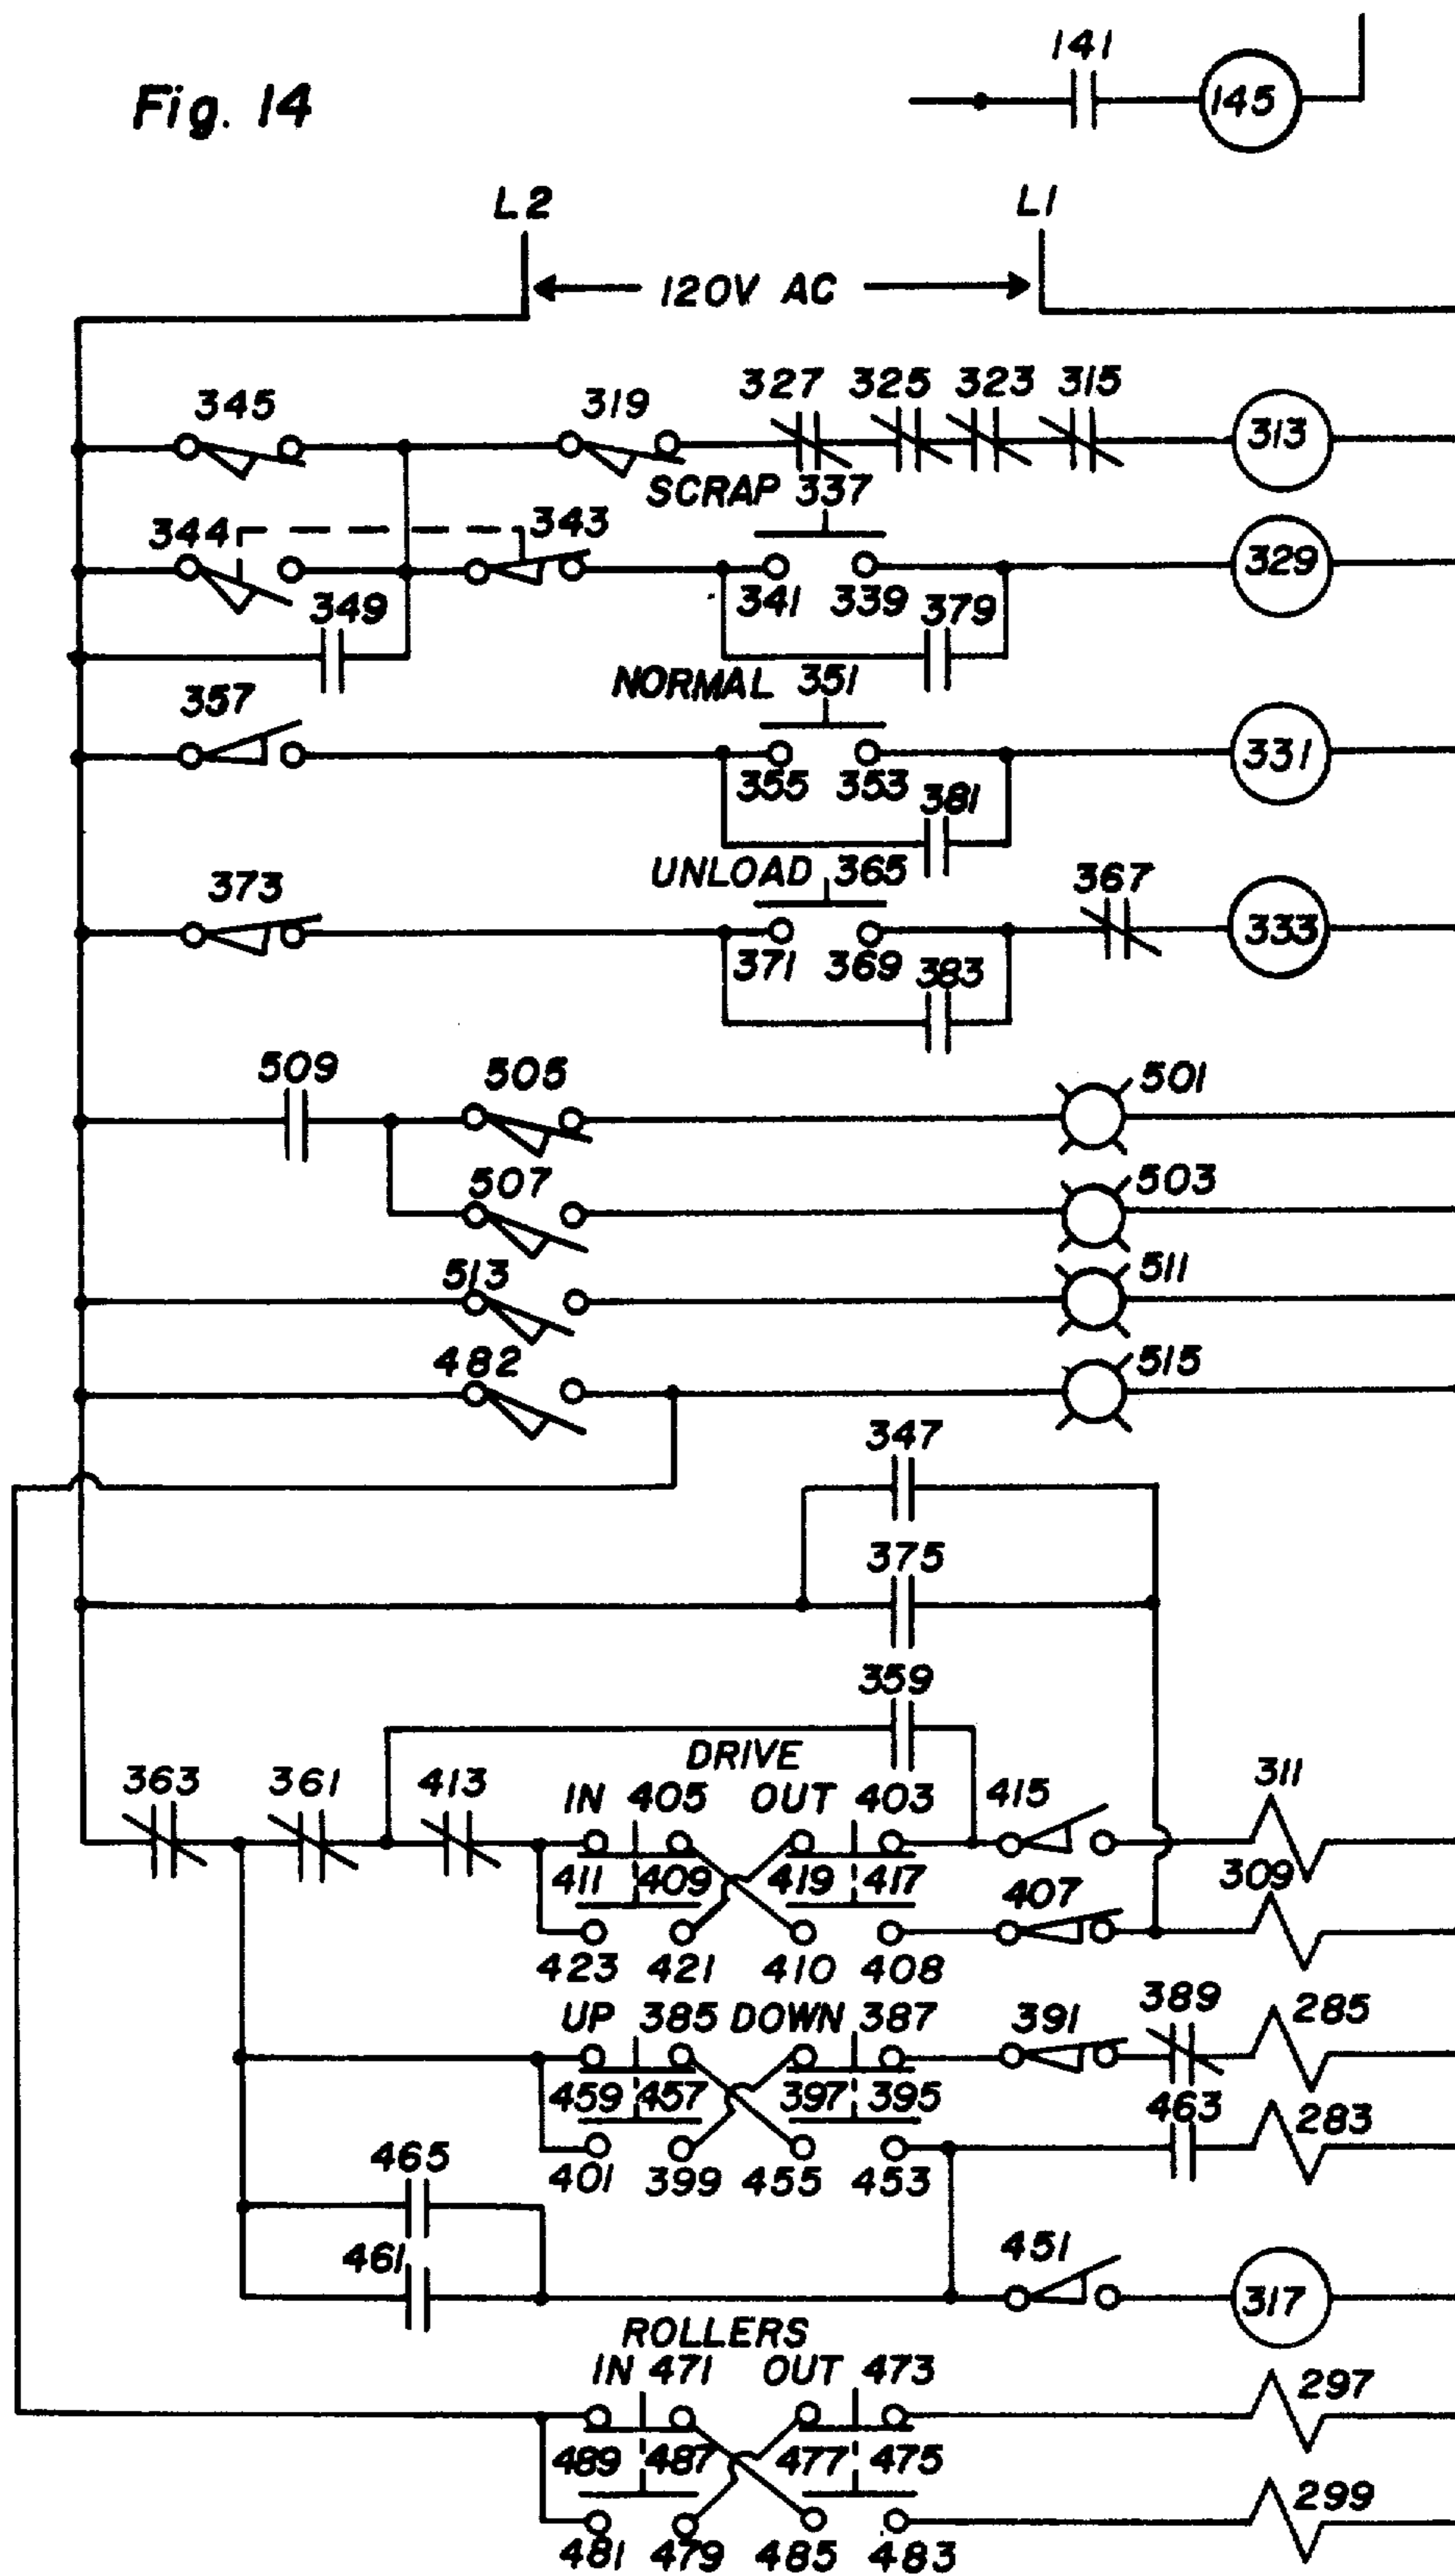 141
Fig. 14
145
L2 L1
120V AC
345 319 327 325 323 315
313
SCRAP 337
344 343
329
349 341 339 379
NORMAL 351
357
331
355 353 381
UNLOAD 365
373 367
333
371 369 383
509 505 501
507 503
513 511
482 515
347
375
359
DRIVE
363 361 413 IN 405 OUT 403 415 311
411 409 419 417 407 309
423 421 410 408
UP 385 DOWN 387 391 389 285
459 457 397 395 463 283
465 401 399 455 453
461 451
317
ROLLERS
IN 471 OUT 473 297
489 487 477 475
299
481 479 485 483